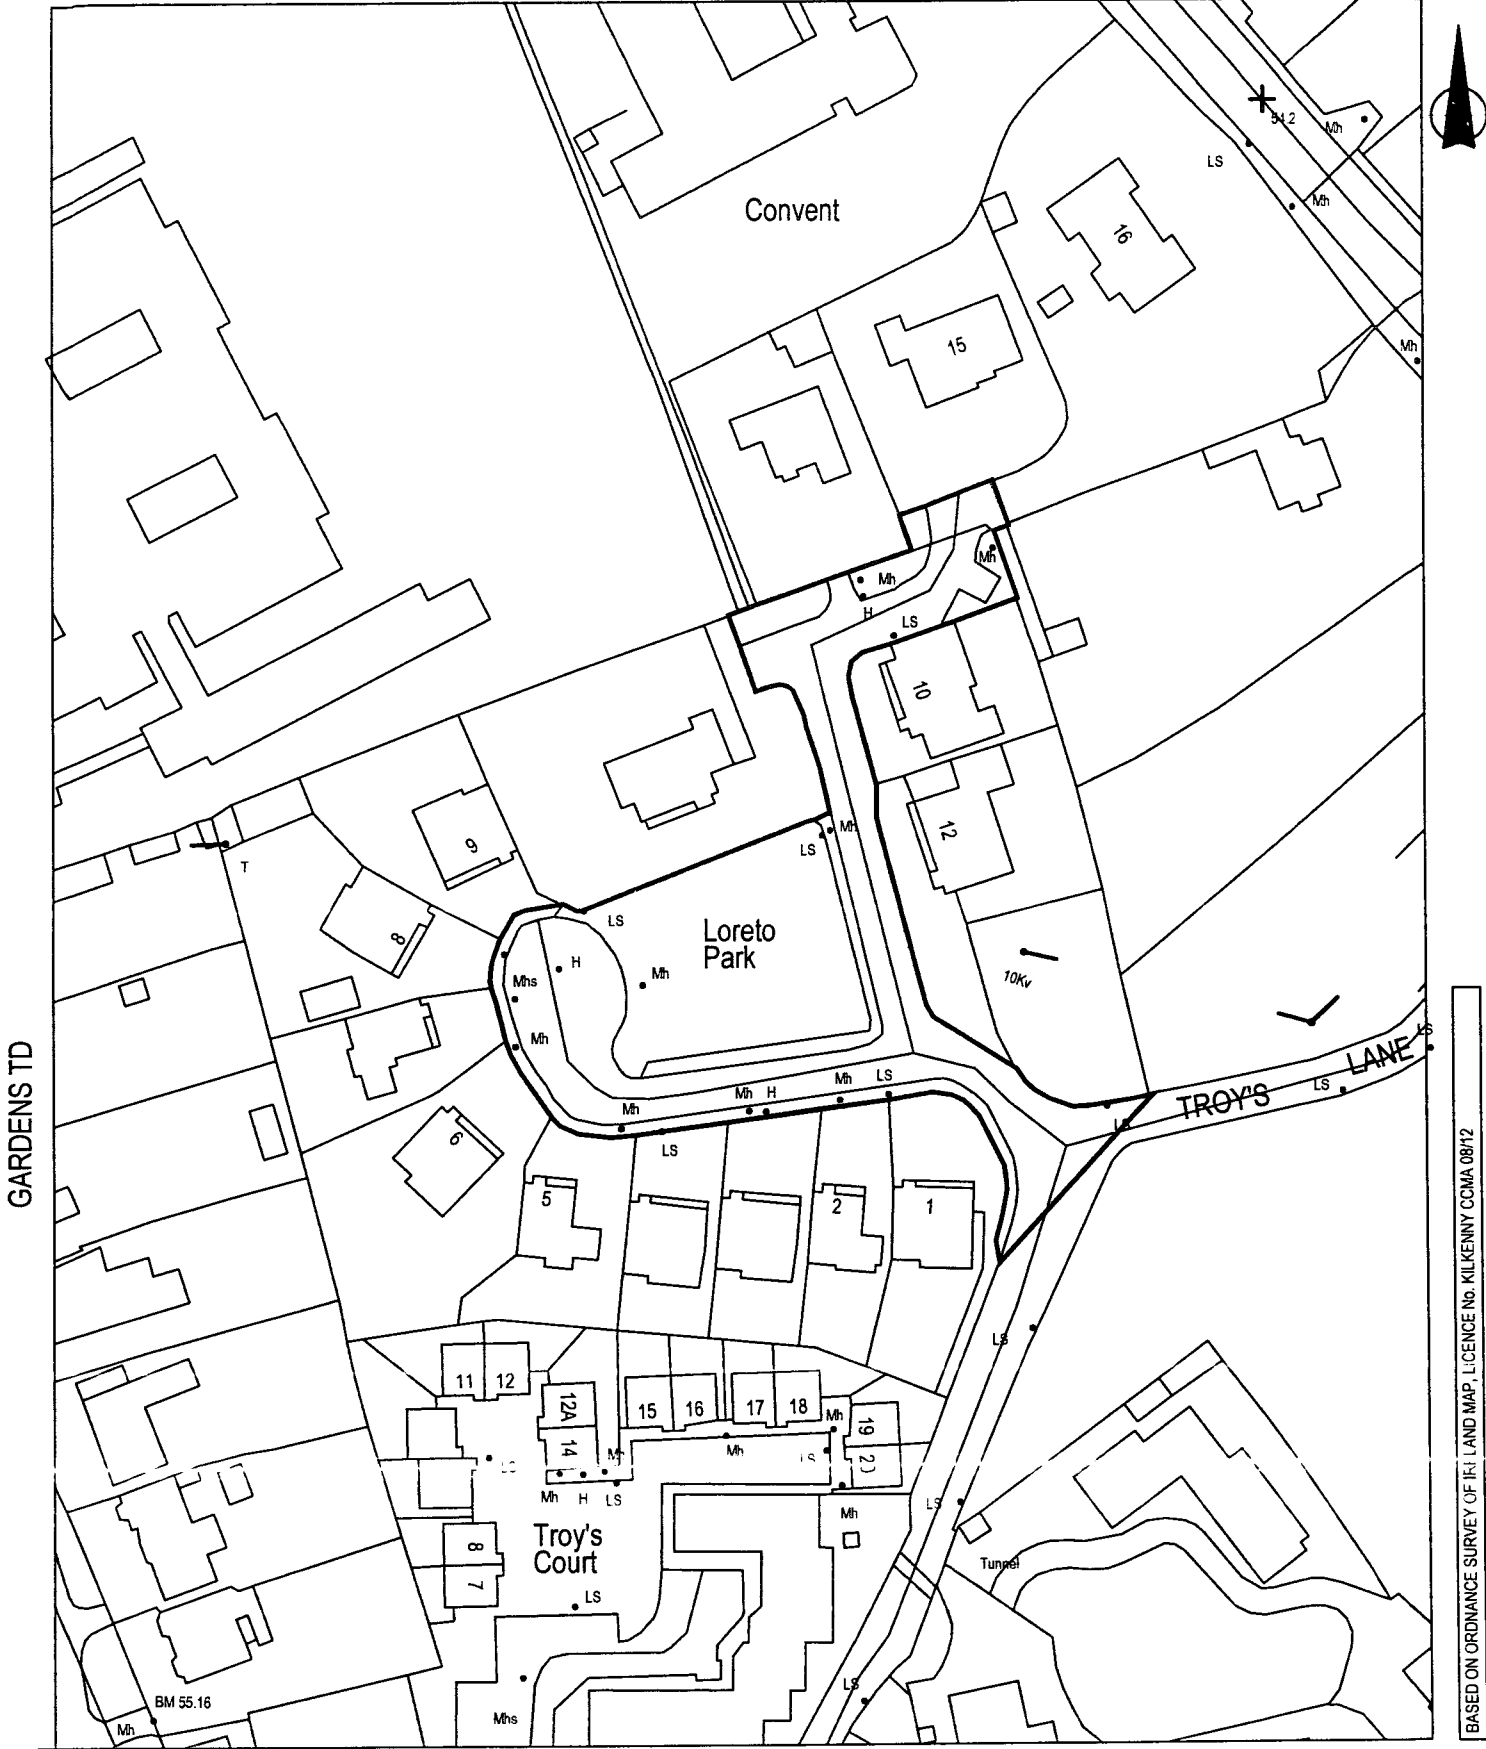 54.2
Mh
LS
Mh
Convent
16
15
Mh
Mh
Mh
H
LS
10
Mh
LS
12
9
T
8
LS
Loreto
Park
H
Mh
Mhs
Mh
10Kv
GARDENS TD
LS
LANE
TROY'S
LS
Mh
H
Mh
LS
Mh
LS
LS
6
5
2
1
LS
11
12
12A
14
15
16
17
18
19
Mh
Mh
Mh
LS
Mh
H
LS
Mh
LS
Troy's
Court
8
7
LS
Tunnel
LS
BM 55.16
Mh
Mhs
BASED ON ORDNANCE SURVEY OF IRELAND MAP, LICENCE No. KILKENNY CCMA 08/12